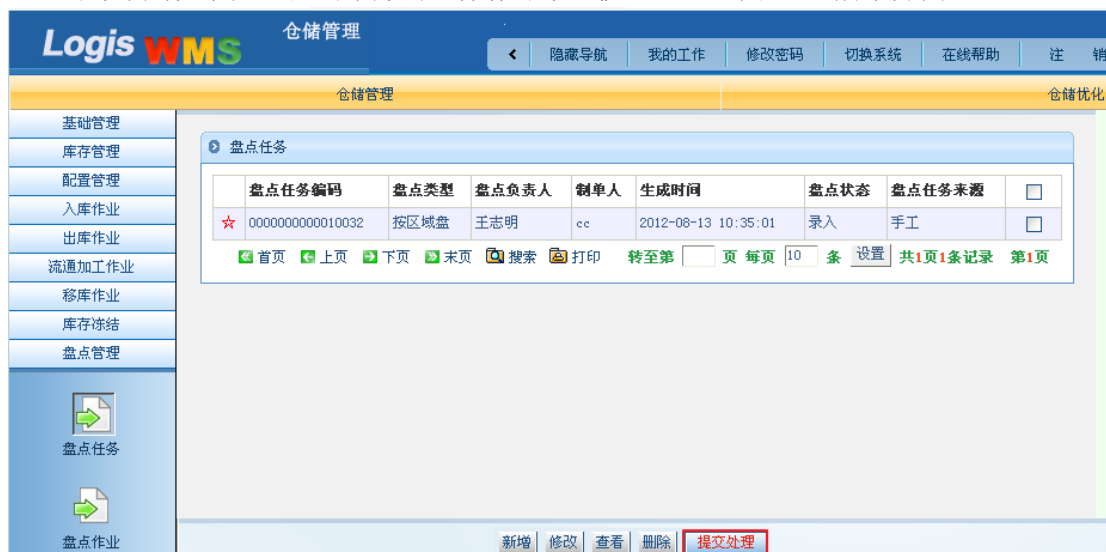 Logis WMS
仓储管理
隐藏导航 我的工作 修改密码 切换系统 在线帮助 注 销
仓储管理 仓储优化
基础管理
库存管理
配置管理
入库作业
出库作业
流通加工作业
移库作业
库存冻结
盘点管理
盘点任务
盘点作业
盘点任务
盘点任务编码 盘点类型 盘点负责人 制单人 生成时间 盘点状态 盘点任务来源
0000000000010032 按区域盘 王志明 cc 2012-08-13 10:35:01 录入 手工
首页 上页 下页 末页 搜索 打印 转至第 页 每页 10 条 设置 共1页1条记录 第1页
新增 修改 查看 删除 提交处理